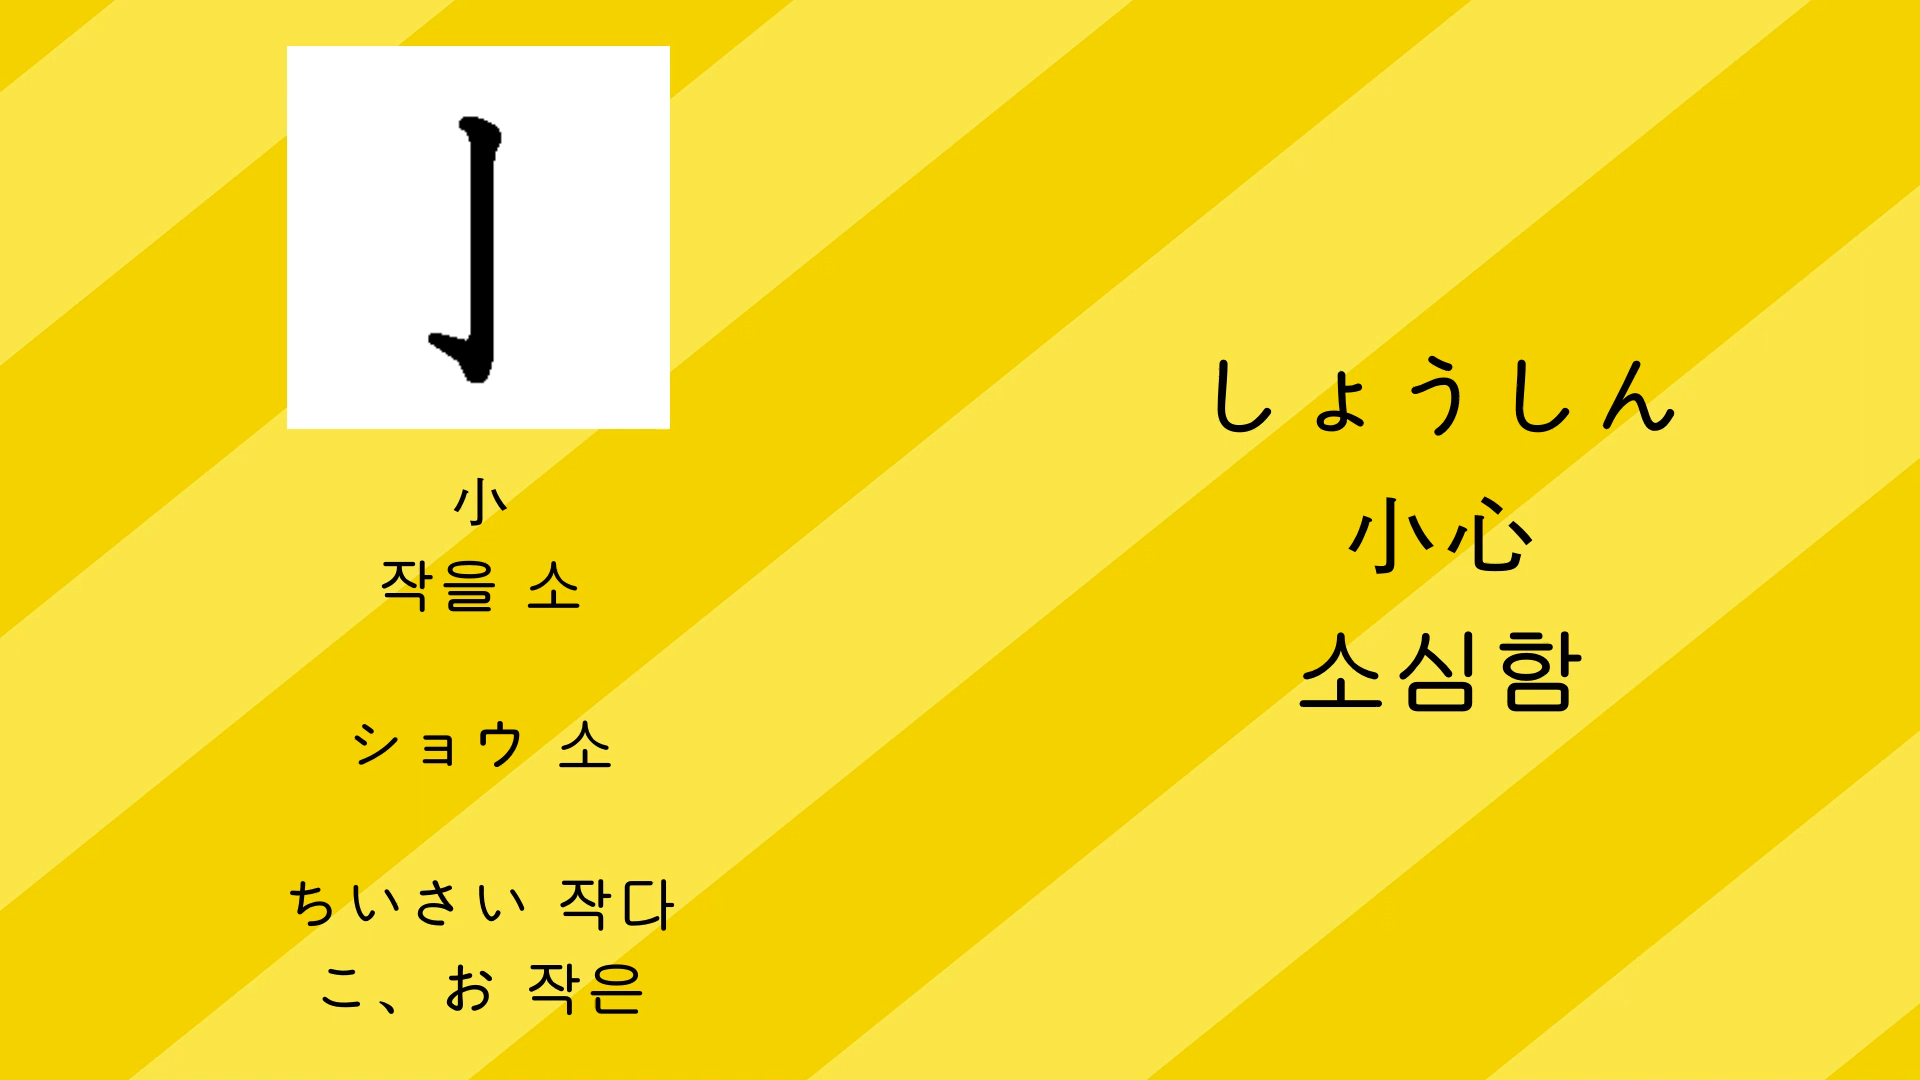 小
작을 소
ショウ 소
ちいさい 작다
こ、お 작은
しょうしん
小心
소심함